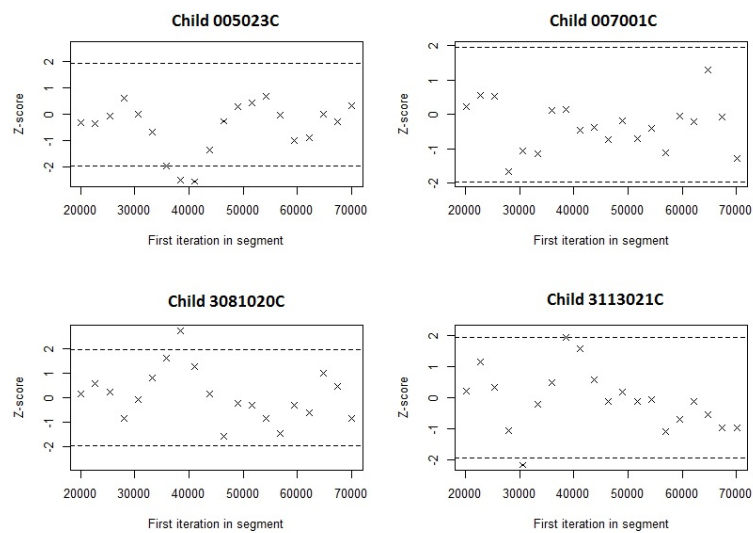 Child 005023C
Child 007001C
Z-score
2
1
0
-1
-2
20000 30000 40000 50000 60000 70000
First iteration in segment
Z-score
2
1
0
-1
-2
20000 30000 40000 50000 60000 70000
First iteration in segment
Child 3081020C
Child 3113021C
Z-score
2
1
0
-1
-2
20000 30000 40000 50000 60000 70000
First iteration in segment
Z-score
2
1
0
-1
-2
20000 30000 40000 50000 60000 70000
First iteration in segment